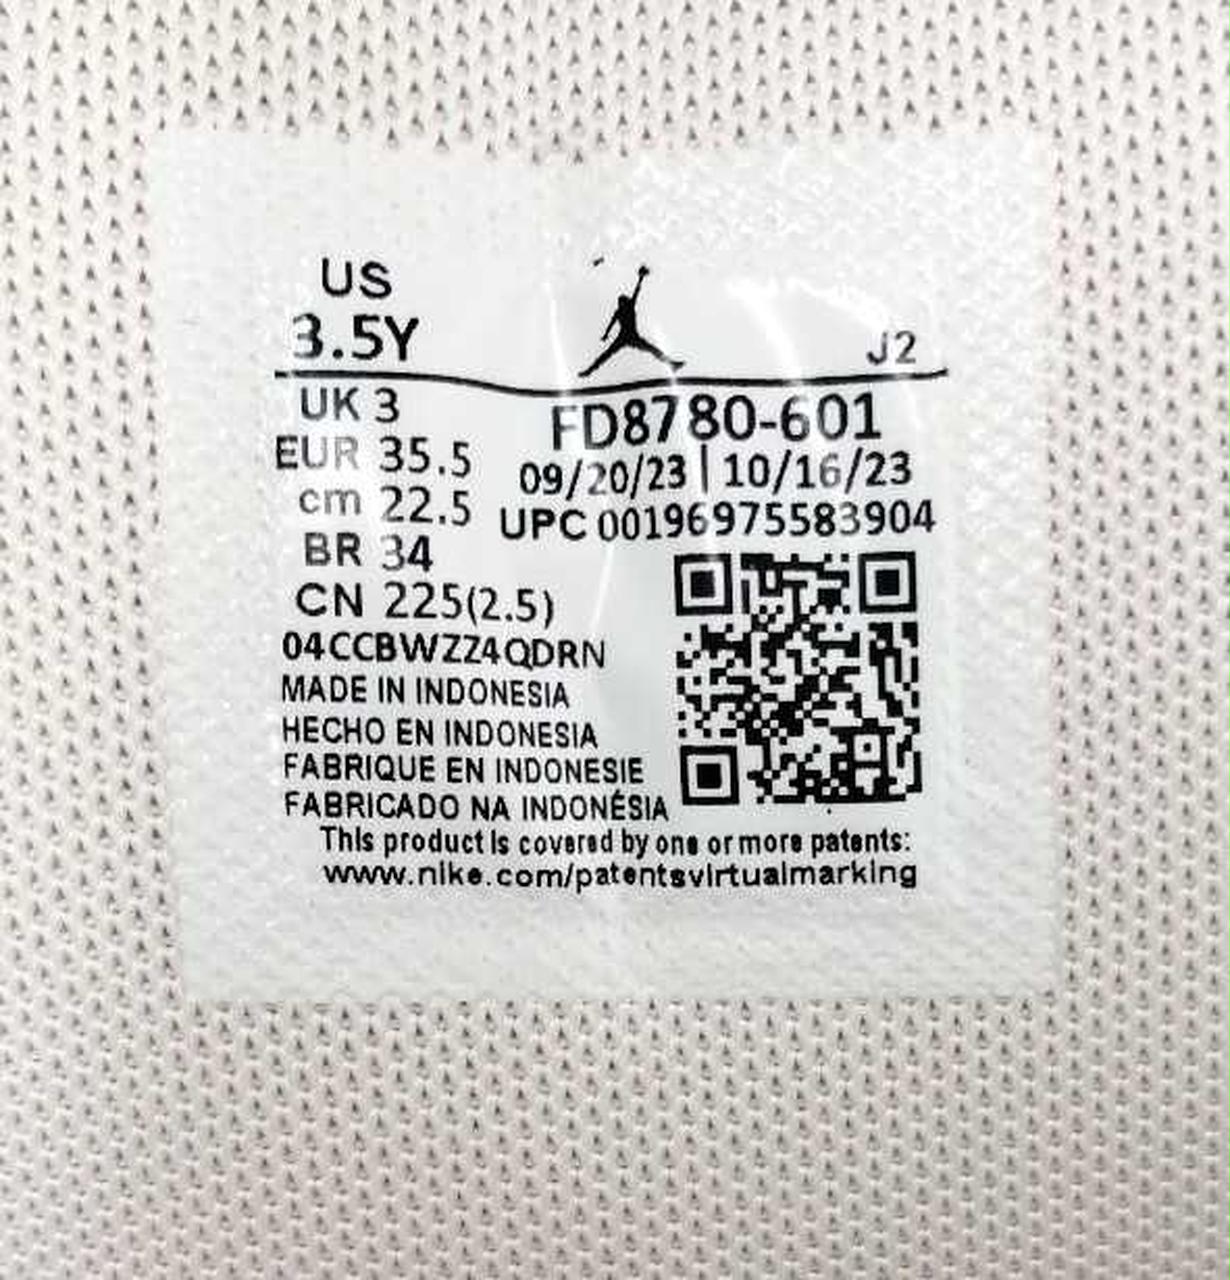 US
3.5Y
J2
UK 3
EUR 35.5
cm 22.5
BR 34
CN 225(2.5)
FD8780-601
09/20/23 | 10/16/23
UPC 00196975583904
04CCBWZZ4QDRN
MADE IN INDONESIA
HECHO EN INDONESIA
FABRIQUE EN INDONESIE
FABRICADO NA INDONÉSIA
This product is covered by one or more patents:
www.nike.com/patentsvirtualmarking